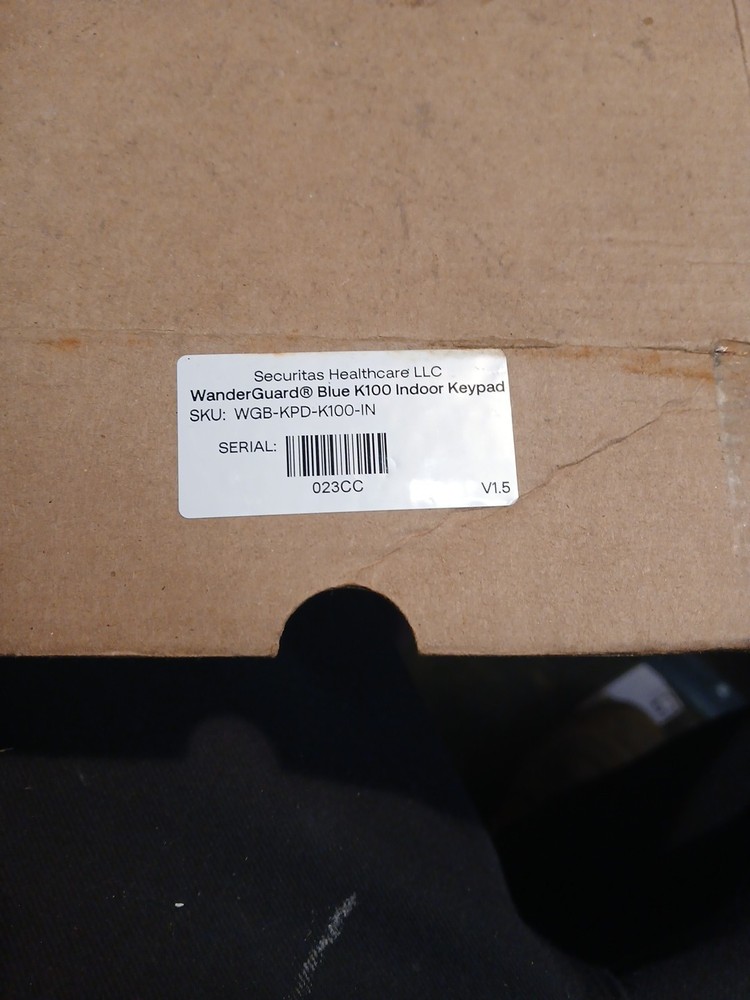 Securitas Healthcare LLC
WanderGuard® Blue K100 Indoor Keypad
SKU: WGB-KPD-K100-IN
SERIAL:
023CC
V1.5